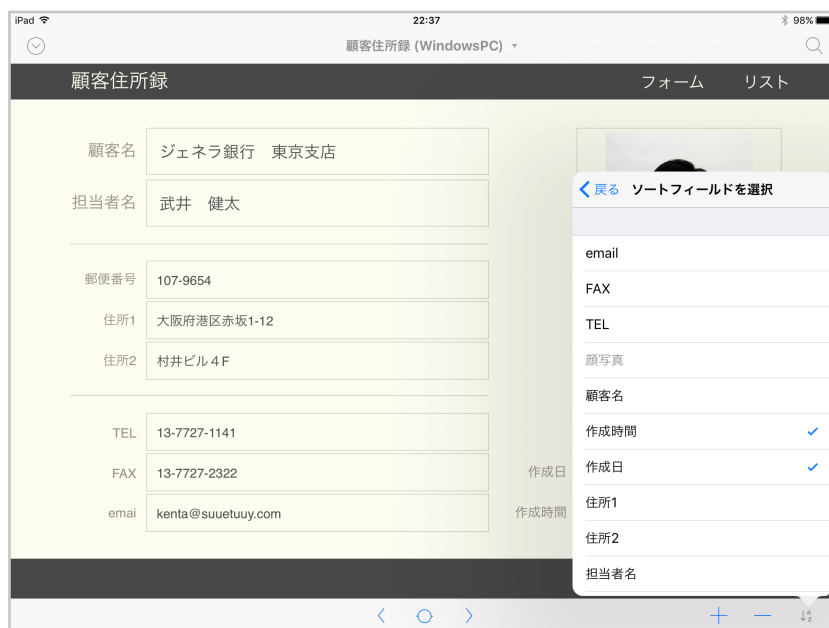 iPad 22:37 98%
顧客住所録 (WindowsPC)
顧客住所録 フォーム リスト
顧客名 ジェネラ銀行 東京支店
担当者名 武井 健太
郵便番号 107-9654
住所1 大阪府港区赤坂1-12
住所2 村井ビル４F
TEL 13-7727-1141
FAX 13-7727-2322
emai kenta@suuetuuy.com
作成日
作成時間
戻る ソートフィールドを選択
email
FAX
TEL
顔写真
顧客名
作成時間
作成日
住所1
住所2
担当者名